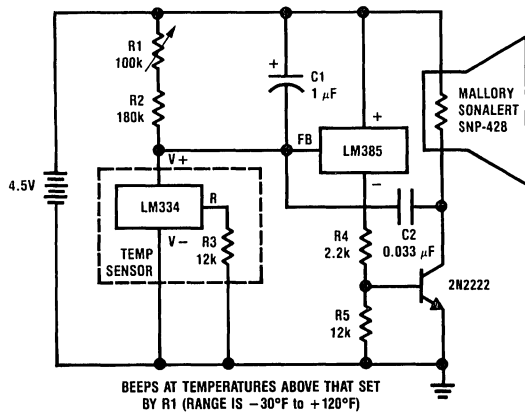 R1
100k
R2
180k
+
C1
1 μF
MALLORY
SONALERT
SNP-428
4.5V
V+
FB
+
LM385
−
LM334
R
V−
TEMP
SENSOR
R3
12k
R4
2.2k
C2
0.033 μF
2N2222
R5
12k
BEEPS AT TEMPERATURES ABOVE THAT SET
BY R1 (RANGE IS −30°F to +120°F)